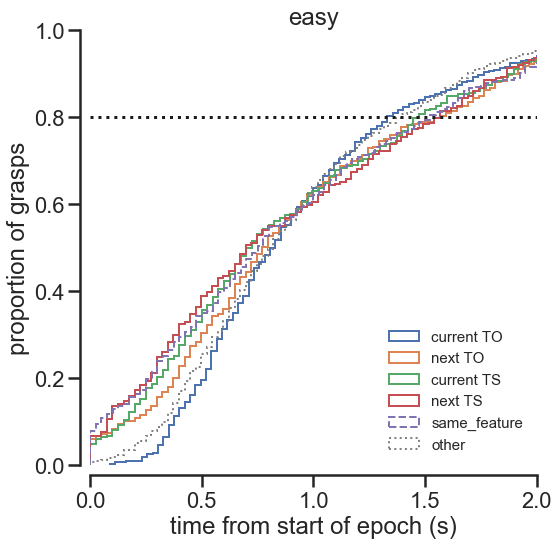 easy
1.0
0.8
0.6
0.4
0.2
0.0
proportion of grasps
current TO
next TO
current TS
next TS
same_feature
other
0.0 0.5 1.0 1.5 2.0
time from start of epoch (s)